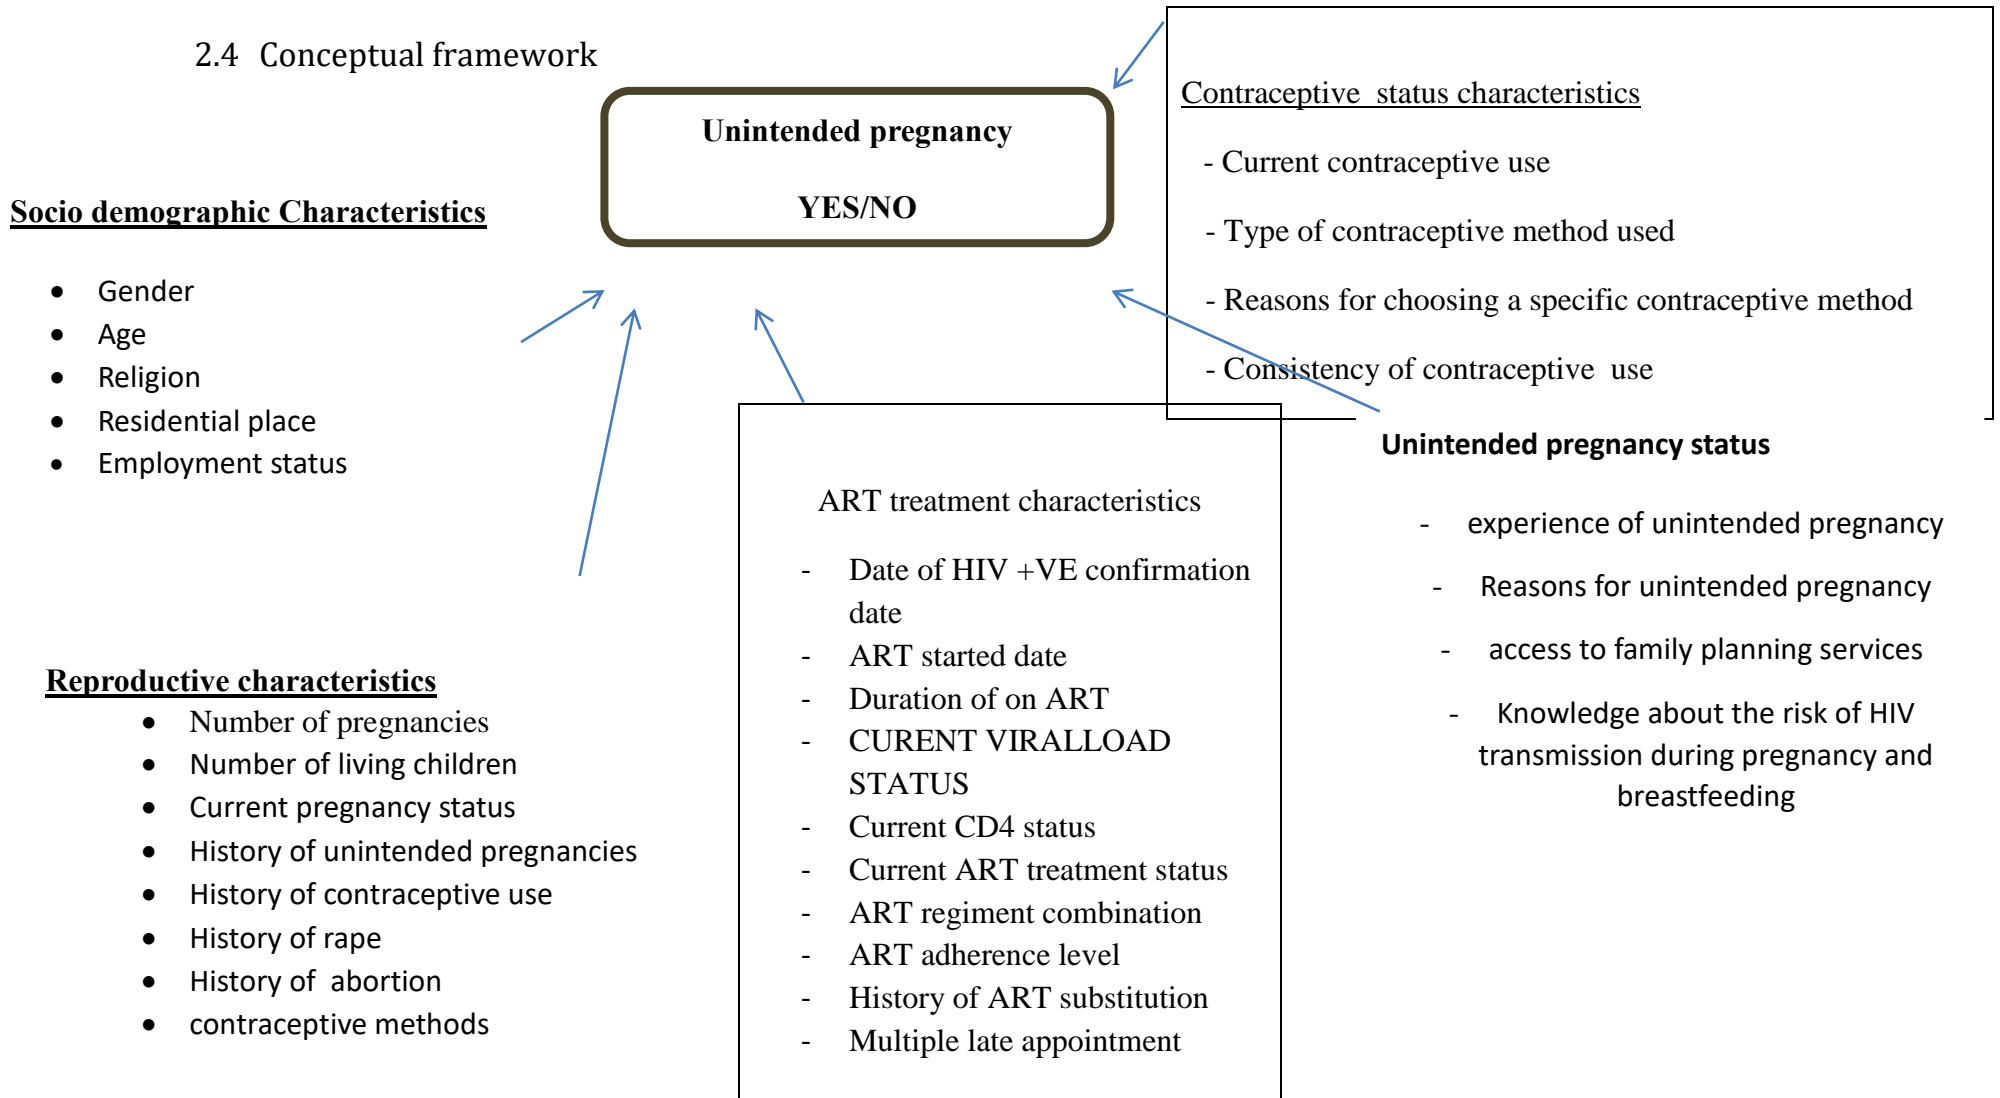 2.4 Conceptual framework
Unintended pregnancy
YES/NO
Socio demographic Characteristics
• Gender
• Age
• Religion
• Residential place
• Employment status
Reproductive characteristics
• Number of pregnancies
• Number of living children
• Current pregnancy status
• History of unintended pregnancies
• History of contraceptive use
• History of rape
• History of abortion
• contraceptive methods
ART treatment characteristics
- Date of HIV +VE confirmation
date
- ART started date
- Duration of on ART
- CURENT VIRALLOAD
STATUS
- Current CD4 status
- Current ART treatment status
- ART regiment combination
- ART adherence level
- History of ART substitution
- Multiple late appointment
Contraceptive status characteristics
- Current contraceptive use
- Type of contraceptive method used
- Reasons for choosing a specific contraceptive method
- Consistency of contraceptive use
Unintended pregnancy status
- experience of unintended pregnancy
- Reasons for unintended pregnancy
- access to family planning services
- Knowledge about the risk of HIV
transmission during pregnancy and
breastfeeding